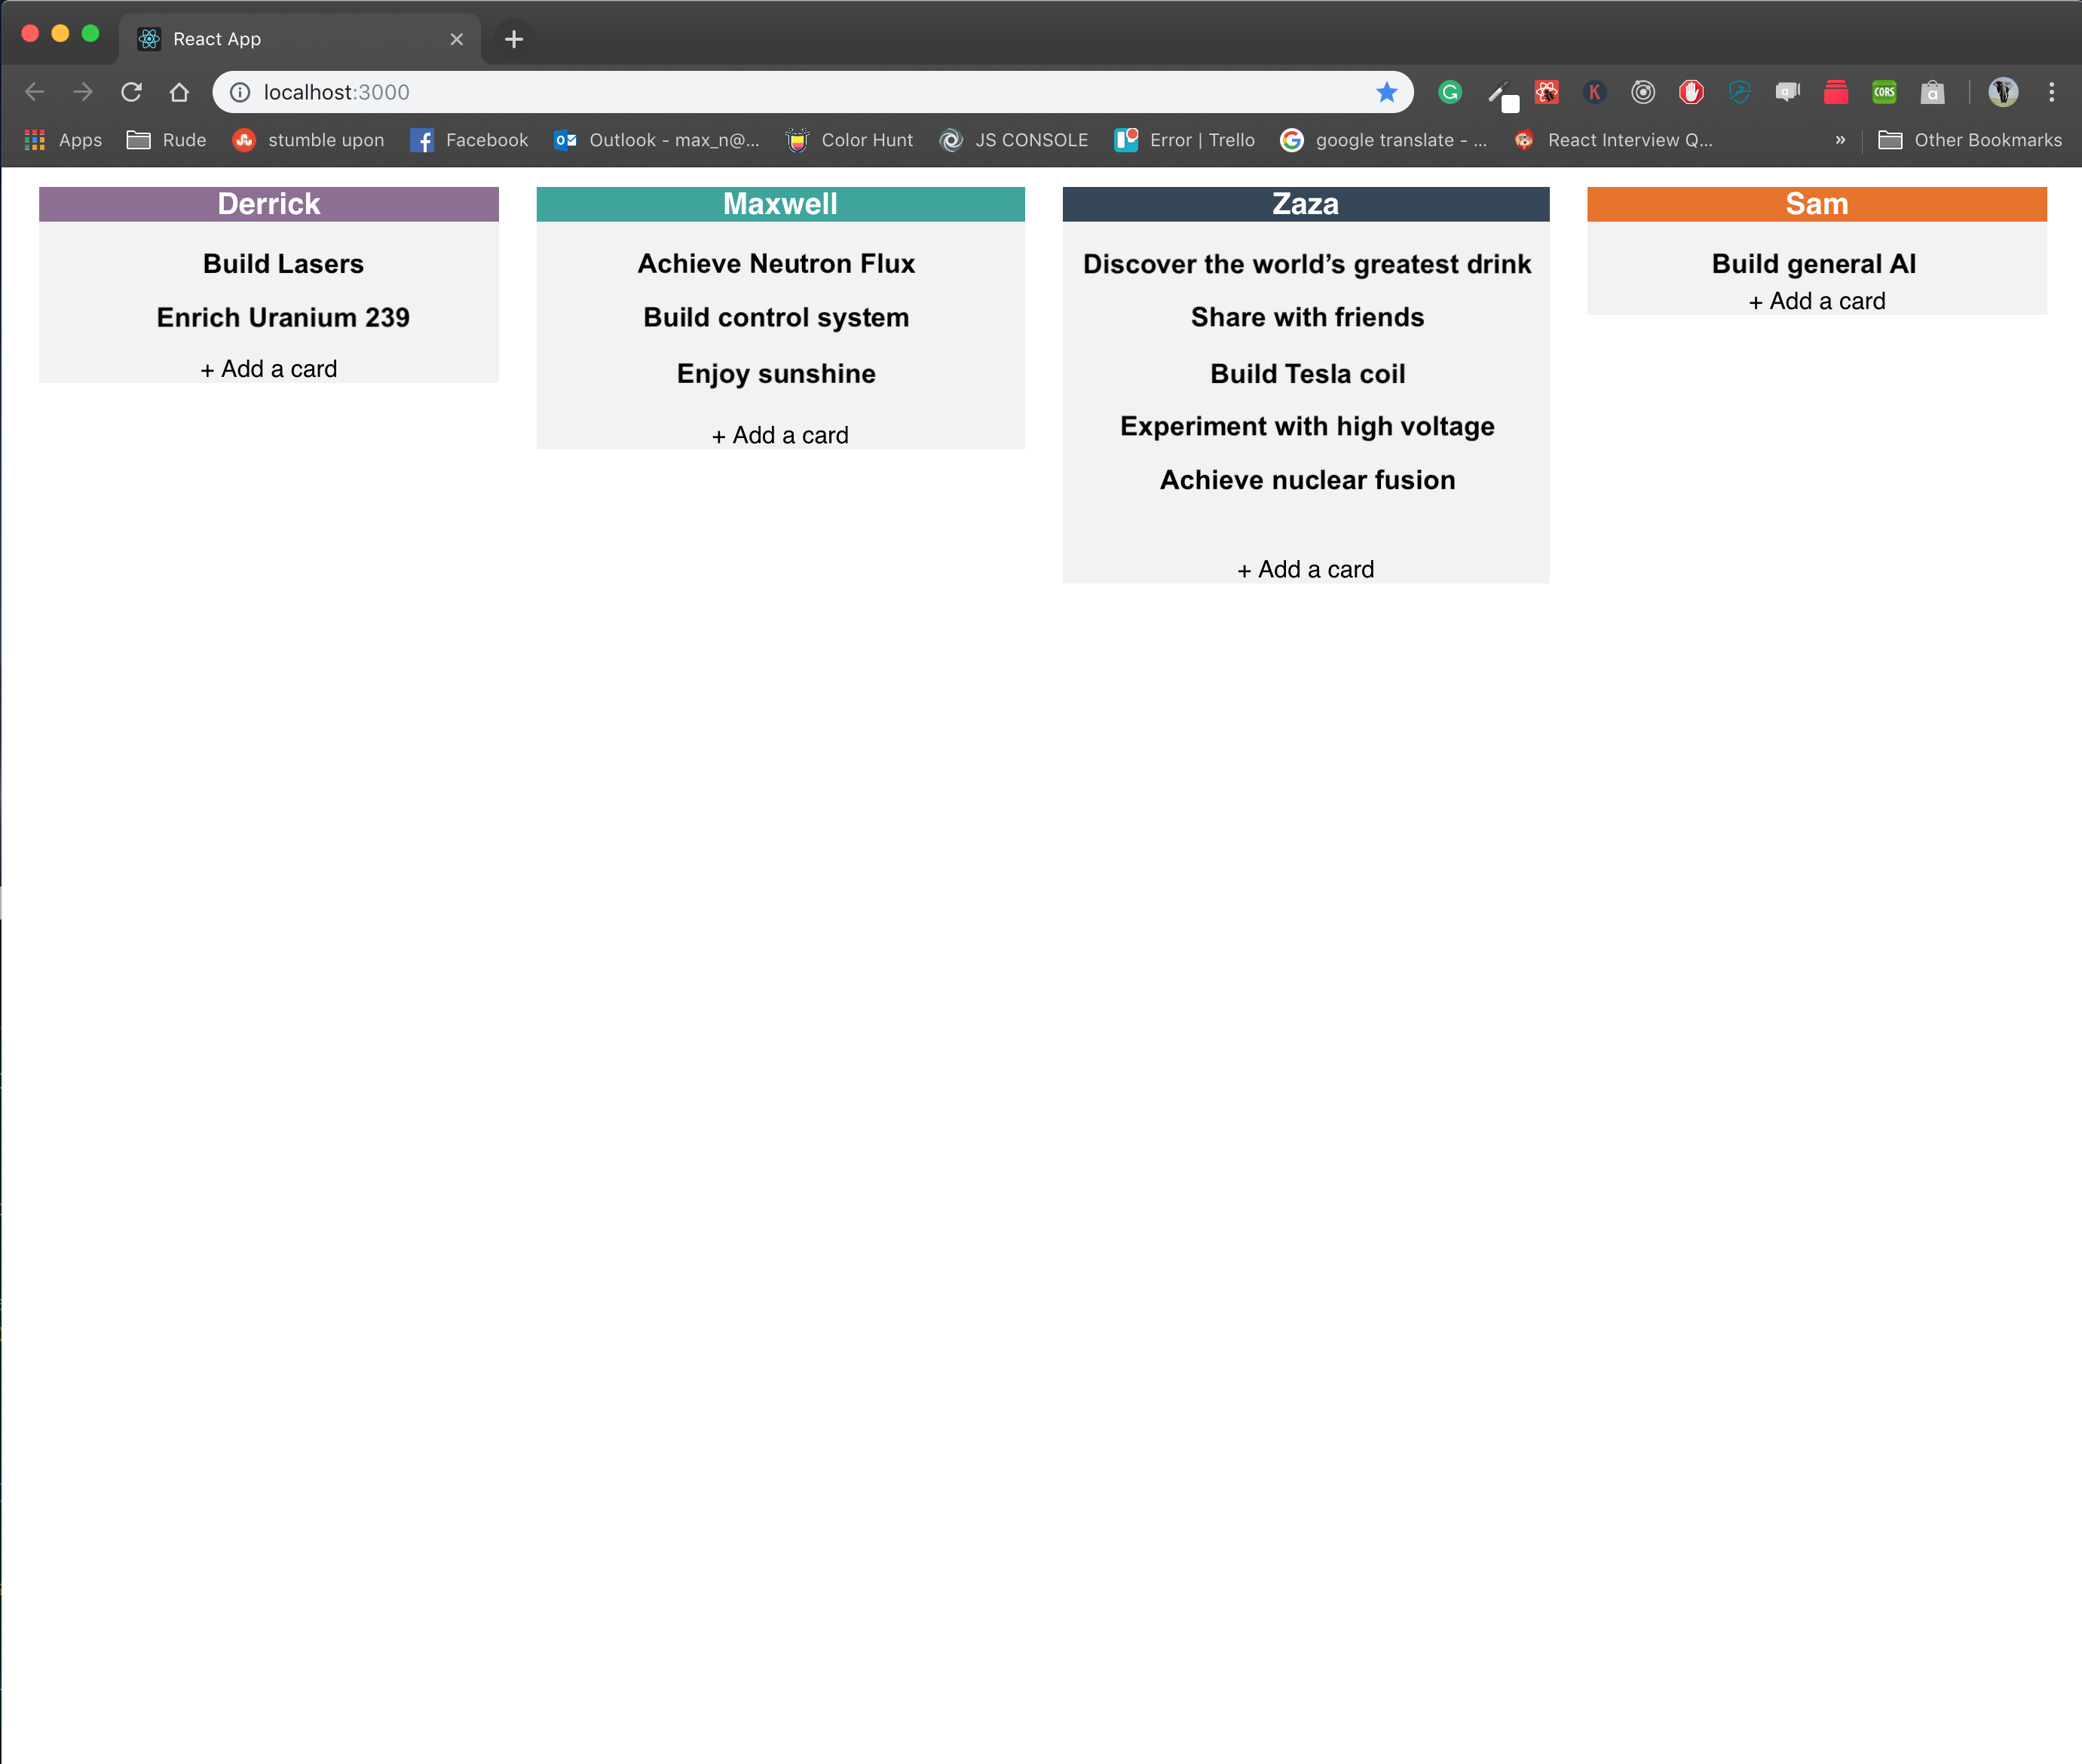 React App
localhost:3000
Apps
Rude
stumble upon
Facebook
Outlook - max_n@...
Color Hunt
JS CONSOLE
Error | Trello
google translate - ...
React Interview Q...
»
Other Bookmarks
Derrick
Build Lasers
Enrich Uranium 239
+ Add a card
Maxwell
Achieve Neutron Flux
Build control system
Enjoy sunshine
+ Add a card
Zaza
Discover the world’s greatest drink
Share with friends
Build Tesla coil
Experiment with high voltage
Achieve nuclear fusion
+ Add a card
Sam
Build general AI
+ Add a card